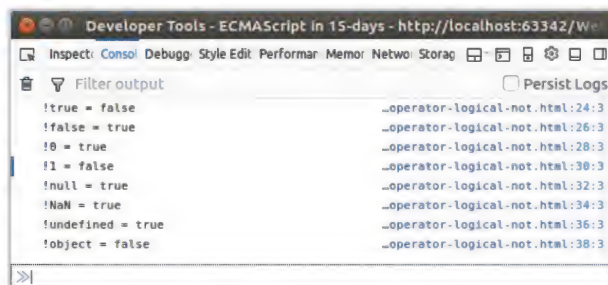 Developer Tools - ECMAScript in 15-days - http://localhost:63342/We
Inspect Consol Debugg Style Edit Performar Memor Netwo Storag
Filter output Persist Logs
!true = false …operator-logical-not.html:24:3
!false = true …operator-logical-not.html:26:3
!0 = true …operator-logical-not.html:28:3
!1 = false …operator-logical-not.html:30:3
!null = true …operator-logical-not.html:32:3
!NaN = true …operator-logical-not.html:34:3
!undefined = true …operator-logical-not.html:36:3
!object = false …operator-logical-not.html:38:3